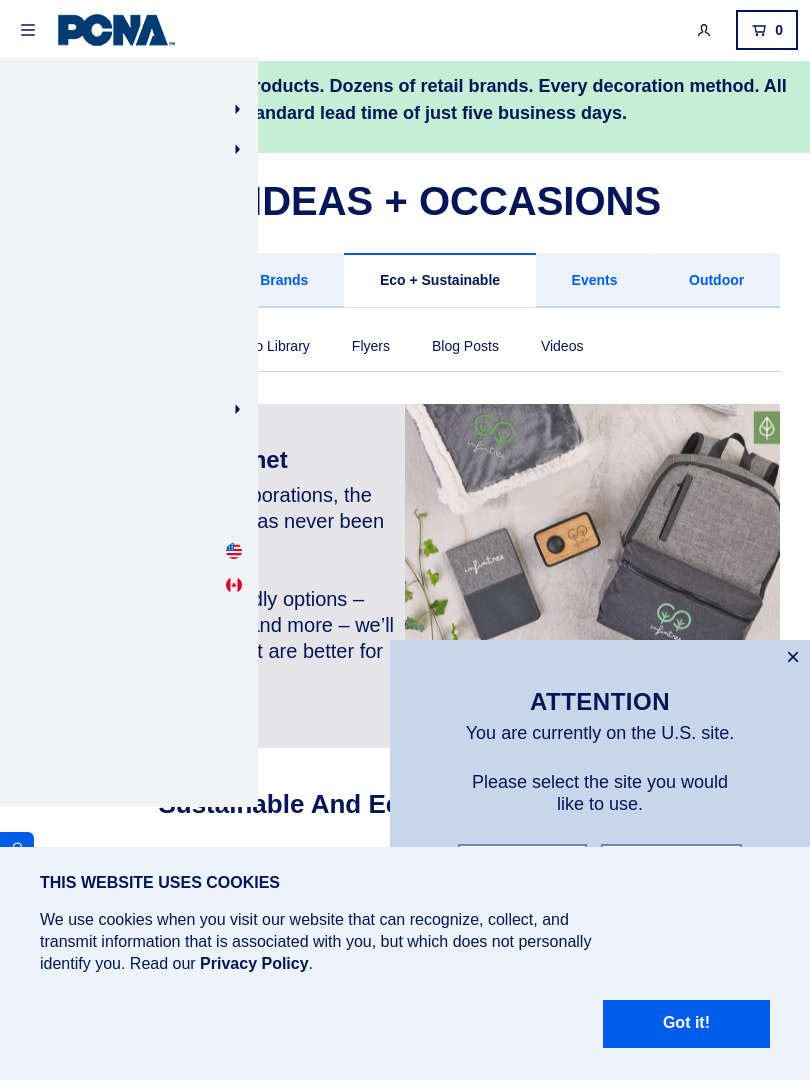 PCNA
0
roducts. Dozens of retail brands. Every decoration method. All
andard lead time of just five business days.
IDEAS + OCCASIONS
Brands
Eco + Sustainable
Events
Outdoor
Library
Flyers
Blog Posts
Videos
net
porations, the
as never been
dly options –
and more – we’ll
t are better for
infinitree
infinitree
infinitree
Sustainable And Ec
ATTENTION
You are currently on the U.S. site.
Please select the site you would
like to use.
THIS WEBSITE USES COOKIES
We use cookies when you visit our website that can recognize, collect, and
transmit information that is associated with you, but which does not personally
identify you. Read our Privacy Policy.
Got it!